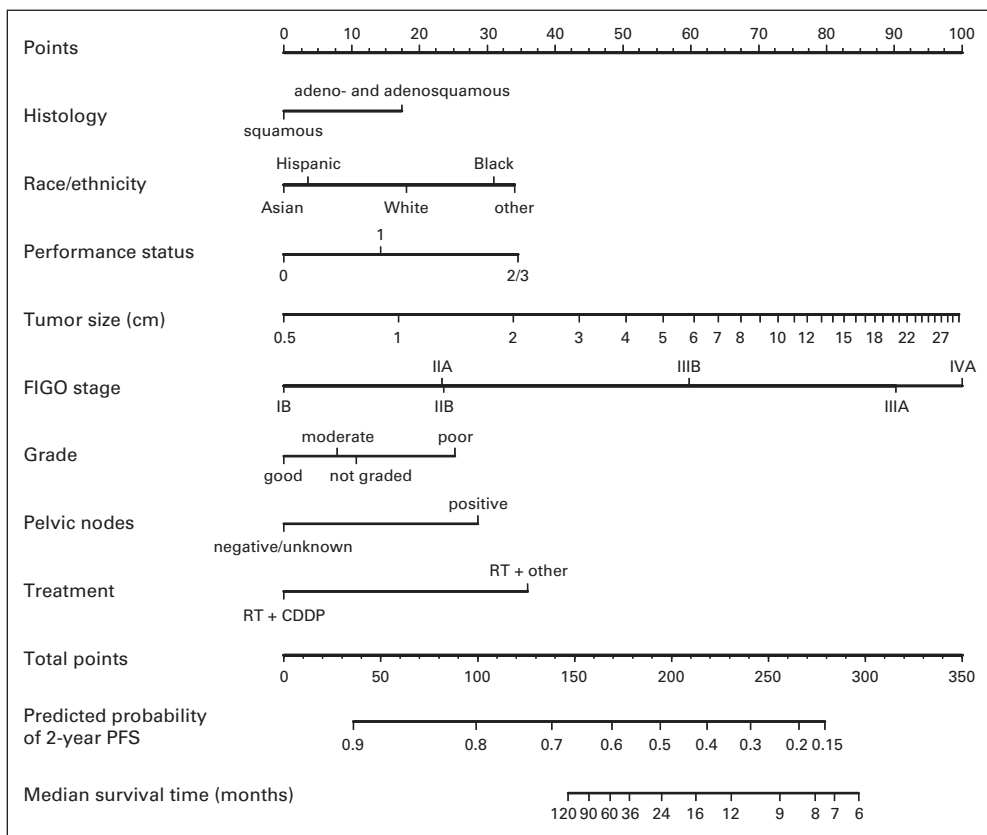 Points
0 10 20 30 40 50 60 70 80 90 100
Histology
adeno- and adenosquamous
squamous
Race/ethnicity
Hispanic Black
Asian White other
Performance status
1
0 2/3
Tumor size (cm)
0.5 1 2 3 4 5 6 7 8 10 12 15 18 22 27
FIGO stage
IIA IIIB IVA
IB IIB IIIA
Grade
moderate poor
good not graded
Pelvic nodes
positive
negative/unknown
Treatment
RT + other
RT + CDDP
Total points
0 50 100 150 200 250 300 350
Predicted probability
of 2-year PFS
0.9 0.8 0.7 0.6 0.5 0.4 0.3 0.2 0.15
Median survival time (months)
120 90 60 36 24 16 12 9 8 7 6